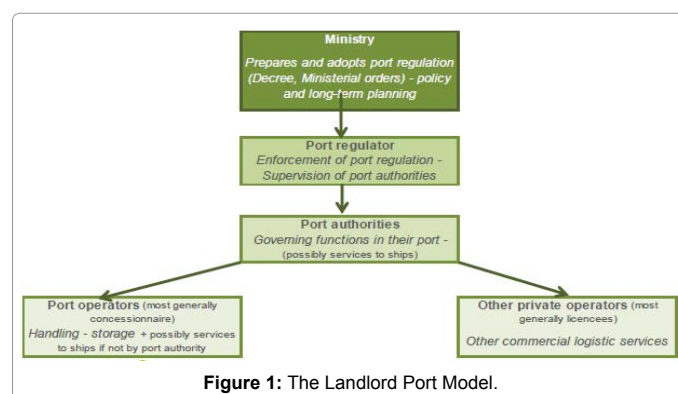 Ministry
Prepares and adopts port regulation
(Decree, Ministerial orders) - policy
and long-term planning
Port regulator
Enforcement of port regulation -
Supervision of port authorities
Port authorities
Governing functions in their port -
(possibly services to ships)
Port operators (most generally
concessionnaire)
Handling - storage + possibly services
to ships if not by port authority
Other private operators (most
generally licencees)
Other commercial logistic services
Figure 1: The Landlord Port Model.